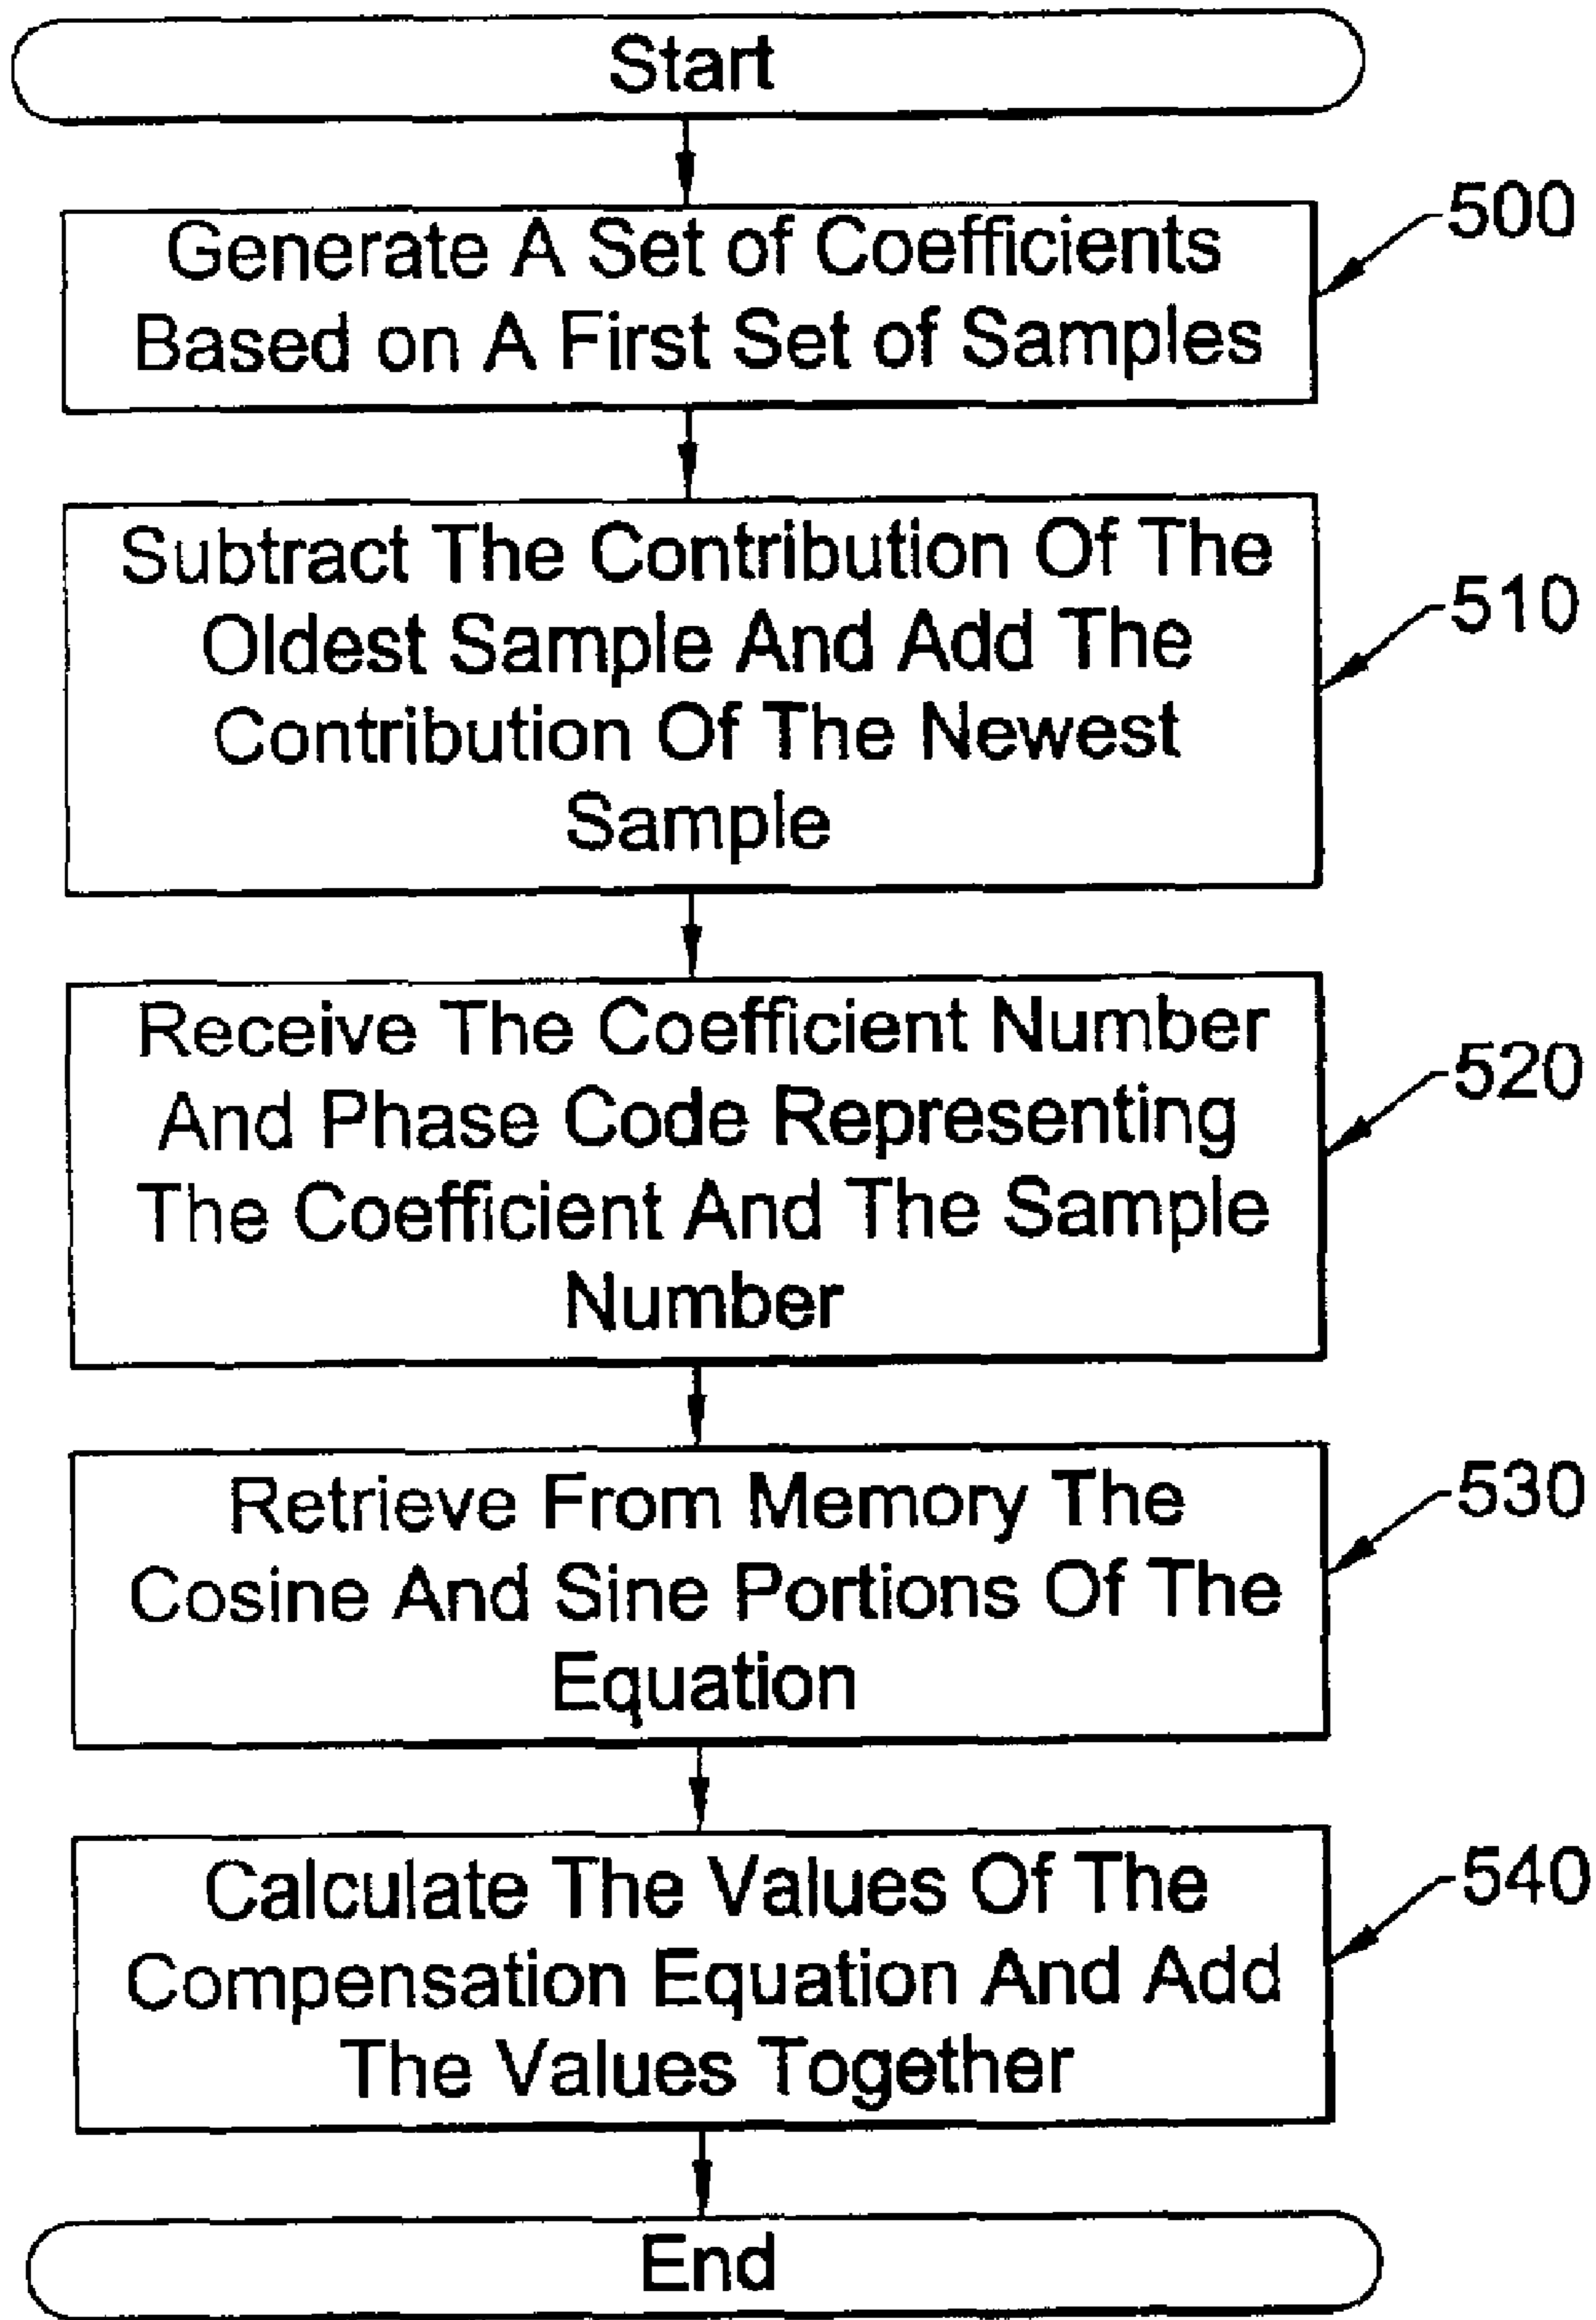 Start
500
Generate A Set of Coefficients
Based on A First Set of Samples
510
Subtract The Contribution Of The
Oldest Sample And Add The
Contribution Of The Newest
Sample
520
Receive The Coefficient Number
And Phase Code Representing
The Coefficient And The Sample
Number
530
Retrieve From Memory The
Cosine And Sine Portions Of The
Equation
540
Calculate The Values Of The
Compensation Equation And Add
The Values Together
End